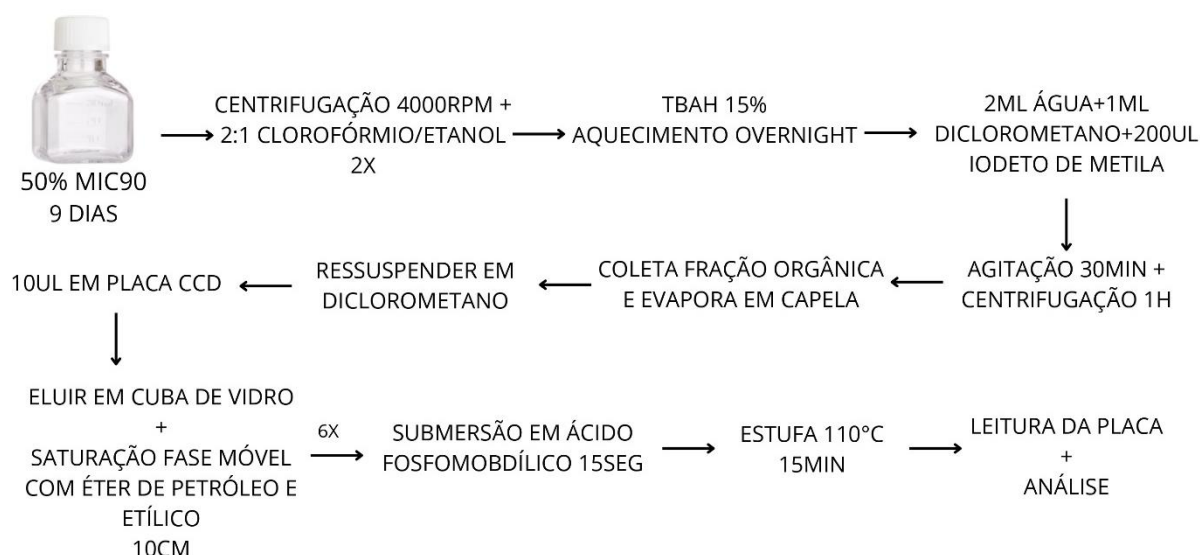 50% MIC90
9 DIAS
CENTRIFUGAÇÃO 4000RPM +
2:1 CLOROFÓRMIO/ETANOL
2X
TBAH 15%
AQUECIMENTO OVERNIGHT
2ML ÁGUA+1ML
DICLOROMETANO+200UL
IODETO DE METILA
AGITAÇÃO 30MIN +
CENTRIFUGAÇÃO 1H
COLETA FRAÇÃO ORGÂNICA
E EVAPORA EM CAPELA
RESSUSPENDER EM
DICLOROMETANO
10UL EM PLACA CCD
ELUIR EM CUBA DE VIDRO
+
SATURAÇÃO FASE MÓVEL
COM ÉTER DE PETRÓLEO E
ETÍLICO
10CM
6X
SUBMERSÃO EM ÁCIDO
FOSFOMOBDÍLICO 15SEG
ESTUFA 110°C
15MIN
LEITURA DA PLACA
+
ANÁLISE